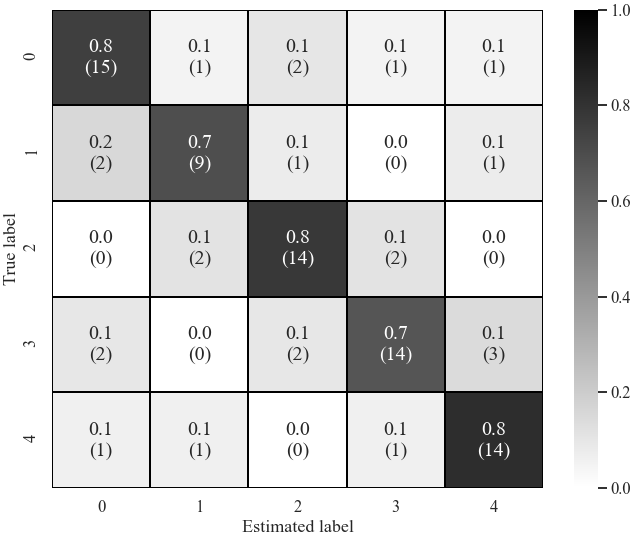 0.8 0.1 0.1 0.1 0.1
(15) (1) (2) (1) (1)
0
0.2 0.7 0.1 0.0 0.1
(2) (9) (1) (0) (1)
1
0.0 0.1 0.8 0.1 0.0
(0) (2) (14) (2) (0)
2
0.1 0.0 0.1 0.7 0.1
(2) (0) (2) (14) (3)
3
0.1 0.1 0.0 0.1 0.8
(1) (1) (0) (1) (14)
4
True label
0 1 2 3 4
Estimated label
1.0
0.8
0.6
0.4
0.2
0.0